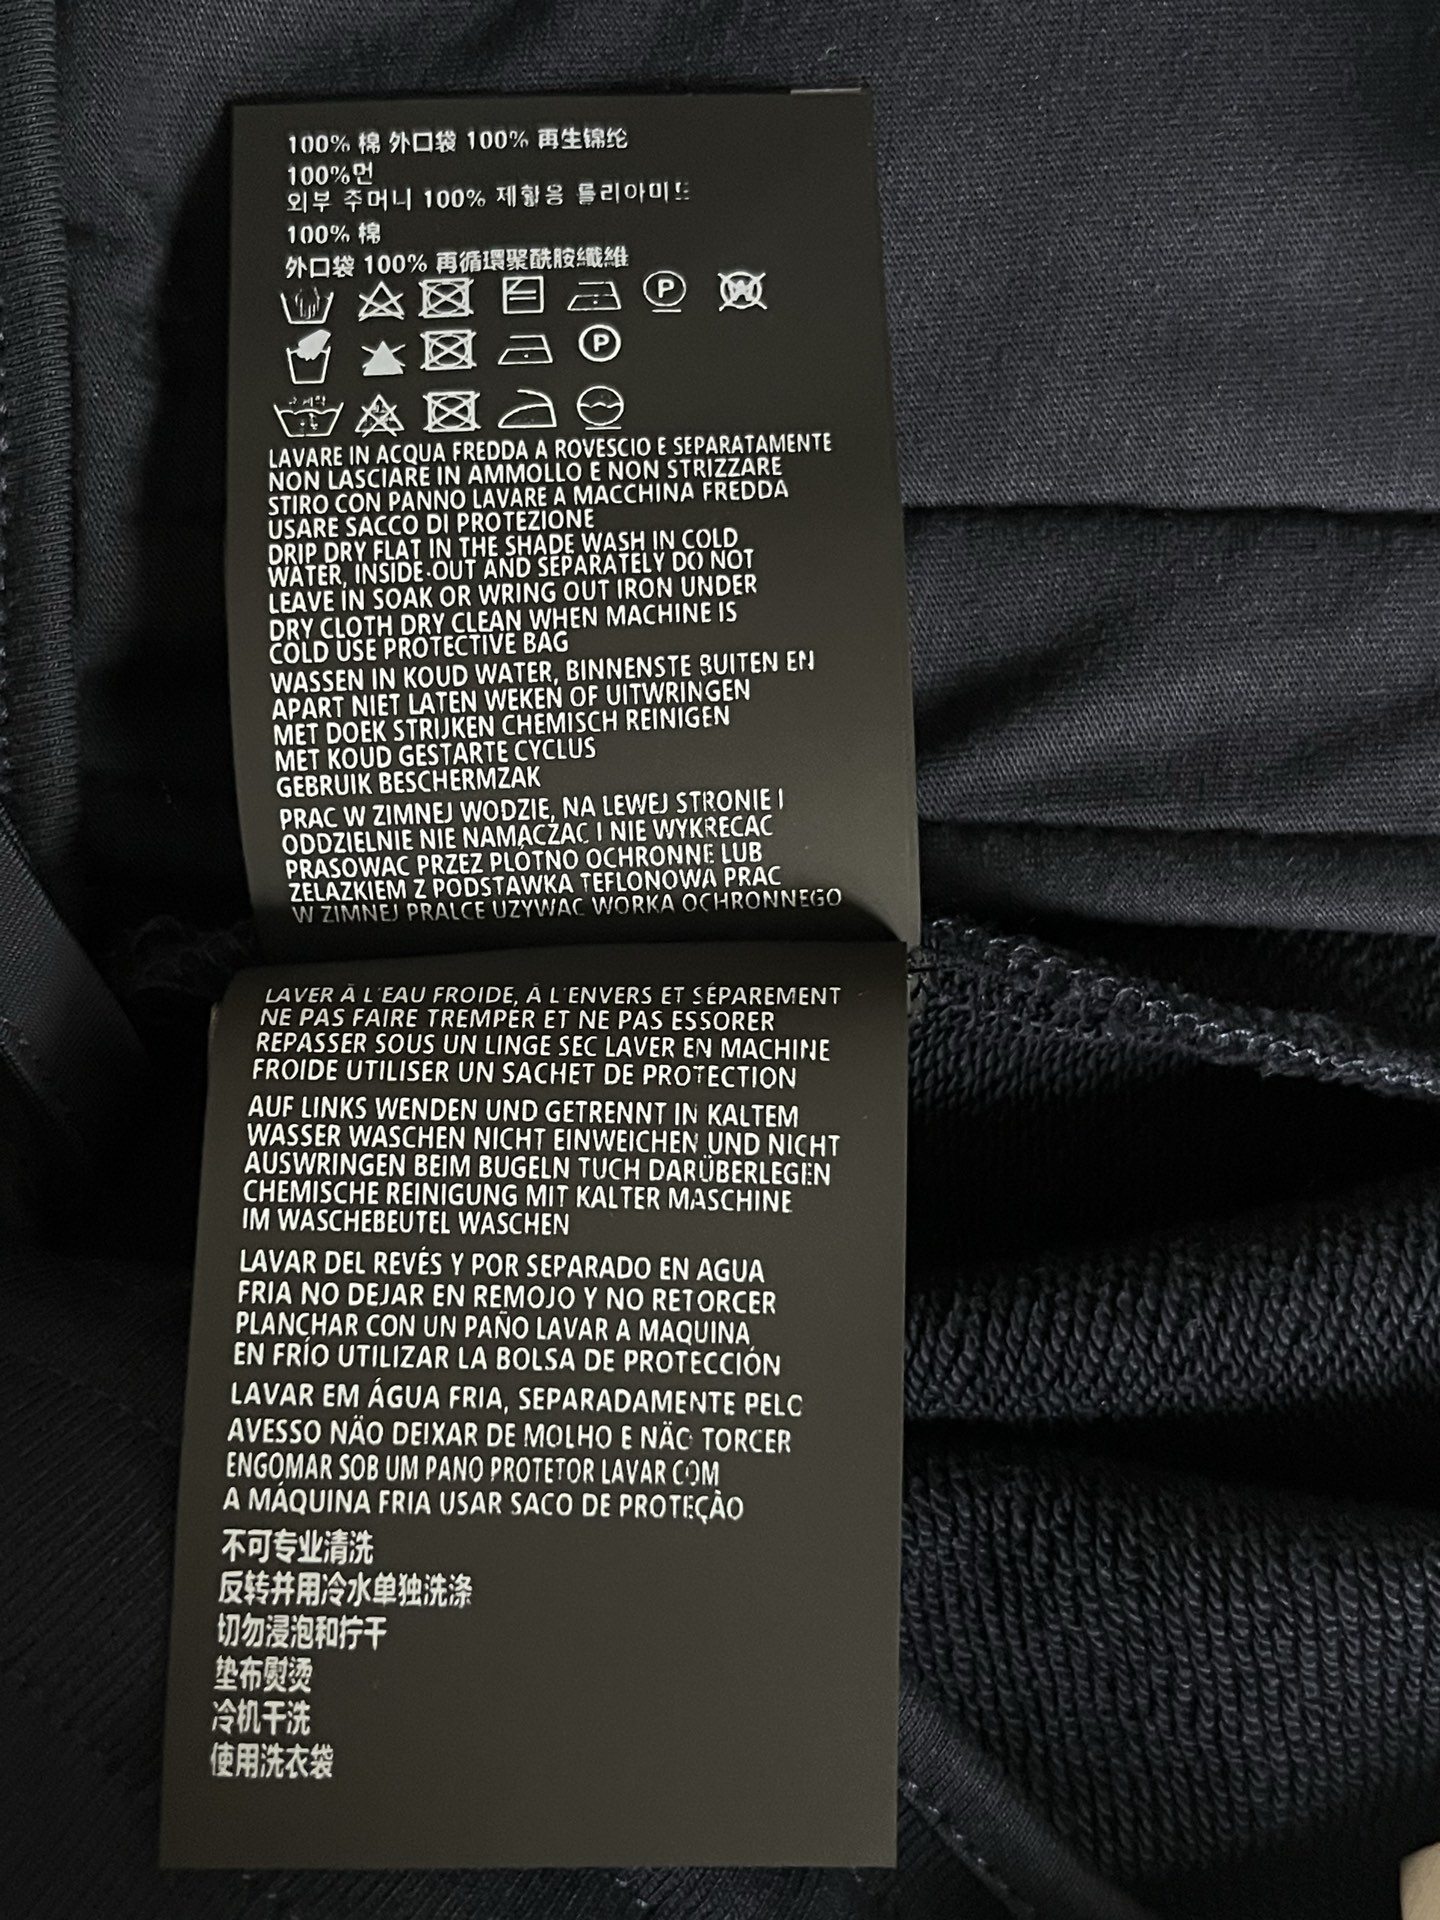 100% 棉 外口袋 100% 再生锦纶
100%먼
외부 주머니 100% 제활용 롤리아미드
100% 棉
外口袋 100% 再循環聚酰胺纖維
P W
P
LAVARE IN ACQUA FREDDA A ROVESCIO E SEPARATAMENTE
NON LASCIARE IN AMMOLLO E NON STRIZZARE
STIRO CON PANNO LAVARE A MACCHINA FREDDA
USARE SACCO DI PROTEZIONE
DRIP DRY FLAT IN THE SHADE WASH IN COLD
WATER, INSIDE-OUT AND SEPARATELY DO NOT
LEAVE IN SOAK OR WRING OUT IRON UNDER
DRY CLOTH DRY CLEAN WHEN MACHINE IS
COLD USE PROTECTIVE BAG
WASSEN IN KOUD WATER, BINNENSTE BUITEN EN
APART NIET LATEN WEKEN OF UITWRINGEN
MET DOEK STRIJKEN CHEMISCH REINIGEN
MET KOUD GESTARTE CYCLUS
GEBRUIK BESCHERMZAK
PRAC W ZIMNEJ WODZIE, NA LEWEJ STRONIE I
ODDZIELNIE NIE NAMACZAC I NIE WYKRECAC
PRASOWAC PRZEZ PLÓTNO OCHRONNE LUB
ZELAZKIEM Z PODSTAWKA TEFLONOWA PRAC
W ZIMNEJ PRALCE UZYWAC WORKA OCHRONNEGO
LAVER À L'EAU FROIDE, À L'ENVERS ET SÉPAREMENT
NE PAS FAIRE TREMPER ET NE PAS ESSORER
REPASSER SOUS UN LINGE SEC LAVER EN MACHINE
FROIDE UTILISER UN SACHET DE PROTECTION
AUF LINKS WENDEN UND GETRENNT IN KALTEM
WASSER WASCHEN NICHT EINWEICHEN UND NICHT
AUSWRINGEN BEIM BUGELN TUCH DARÜBERLEGEN
CHEMISCHE REINIGUNG MIT KALTER MASCHINE
IM WASCHEBEUTEL WASCHEN
LAVAR DEL REVÉS Y POR SEPARADO EN AGUA
FRIA NO DEJAR EN REMOJO Y NO RETORCER
PLANCHAR CON UN PAÑO LAVAR A MAQUINA
EN FRÍO UTILIZAR LA BOLSA DE PROTECCIÓN
LAVAR EM ÁGUA FRIA, SEPARADAMENTE PELO
AVESSO NÃO DEIXAR DE MOLHO E NÃO TORCER
ENGOMAR SOB UM PANO PROTETOR LAVAR COM
A MÁQUINA FRIA USAR SACO DE PROTEÇÃO
不可专业清洗
反转并用冷水单独洗涤
切勿浸泡和拧干
垫布熨烫
冷机干洗
使用洗衣袋